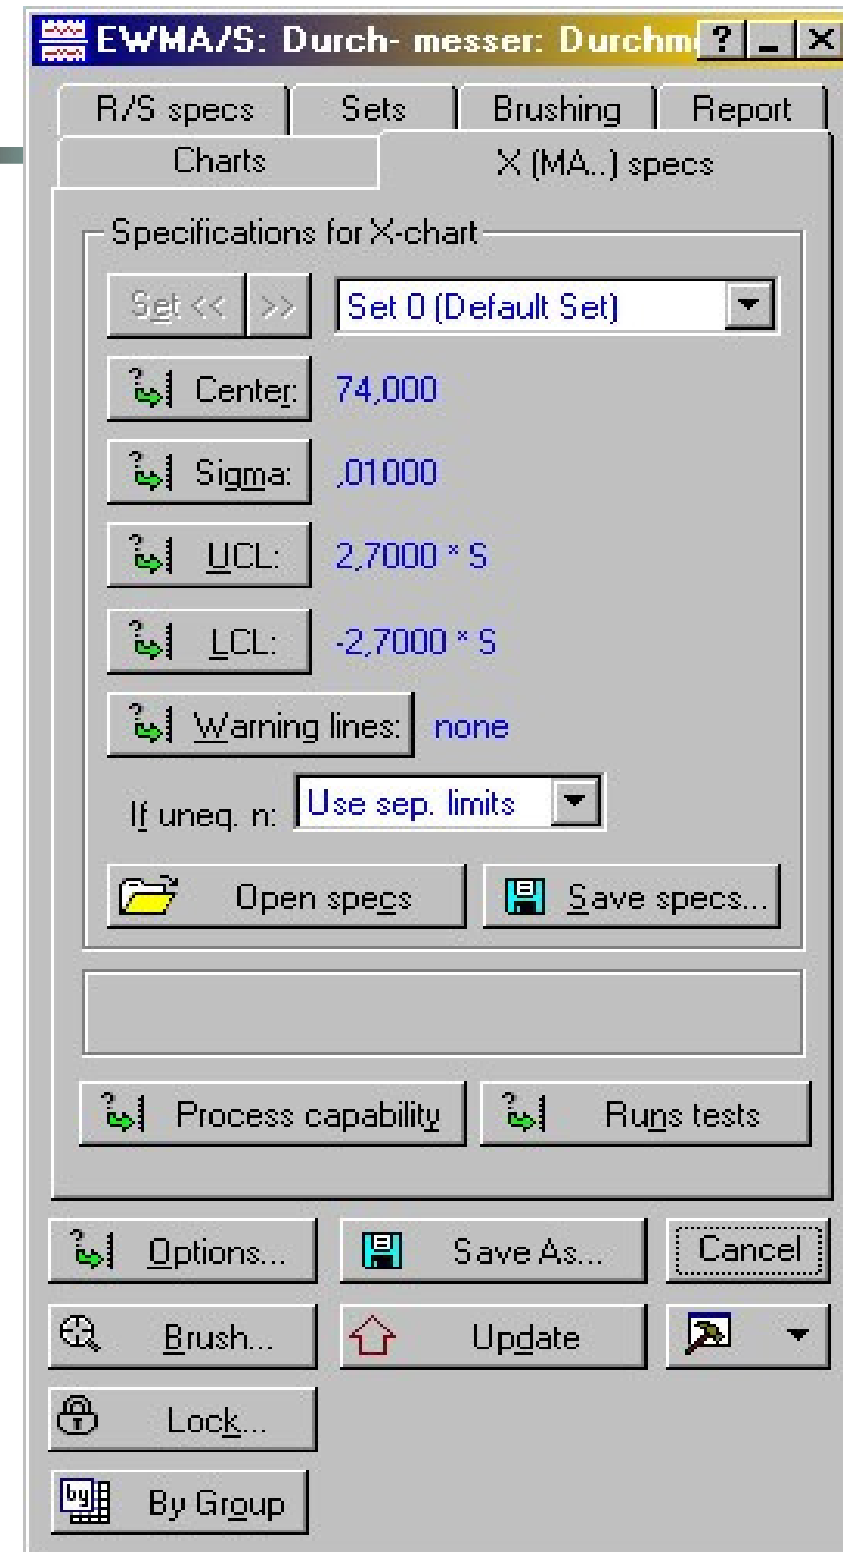 EWMA/S: Durch- messer: Durchm
R/S specs Sets Brushing Report
Charts X (MA..) specs
Specifications for X-chart
Set << >> Set 0 (Default Set)
Center: 74,000
Sigma: ,01000
UCL: 2,7000 * S
LCL: -2,7000 * S
Warning lines: none
If uneq. n: Use sep. limits
Open specs Save specs...
Process capability Runs tests
Options... Save As... Cancel
Brush... Update
Lock...
by By Group